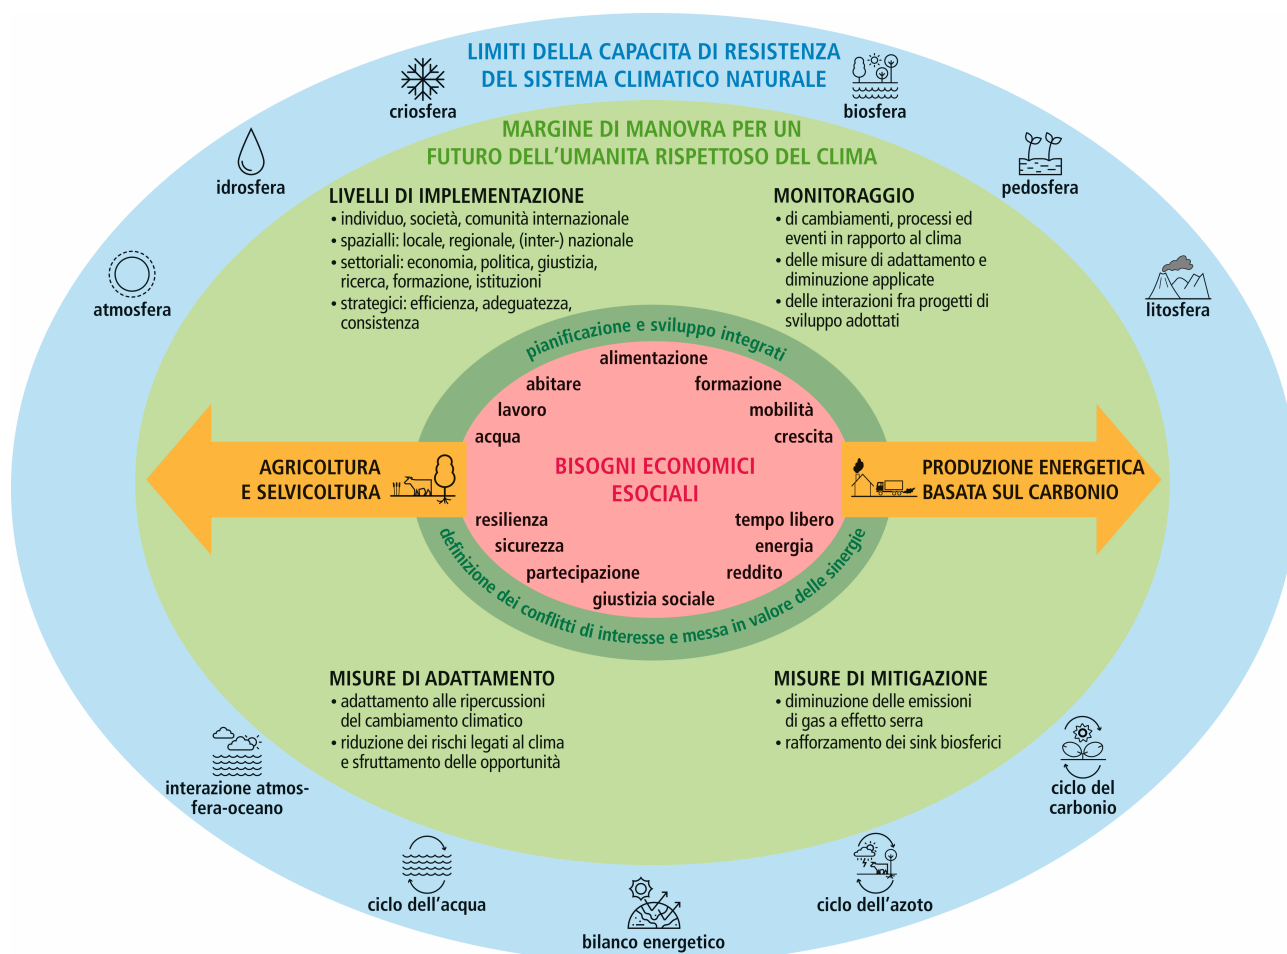 LIMITI DELLA CAPACITA DI RESISTENZA
DEL SISTEMA CLIMATICO NATURALE
criosfera
biosfera
idrosfera
pedosfera
atmosfera
litosfera
MARGINE DI MANOVRA PER UN
FUTURO DELL’UMANITA RISPETTOSO DEL CLIMA
LIVELLI DI IMPLEMENTAZIONE
• individuo, società, comunità internazionale
• spazialli: locale, regionale, (inter-) nazionale
• settoriali: economia, politica, giustizia,
ricerca, formazione, istituzioni
• strategici: efficienza, adeguatezza,
consistenza
MONITORAGGIO
• di cambiamenti, processi ed
eventi in rapporto al clima
• delle misure di adattamento e
diminuzione applicate
• delle interazioni fra progetti di
sviluppo adottati
pianificazione e sviluppo integrati
alimentazione
abitare
formazione
lavoro
mobilità
acqua
crescita
AGRICOLTURA
E SELVICOLTURA
BISOGNI ECONOMICI
ESOCIALI
PRODUZIONE ENERGETICA
BASATA SUL CARBONIO
resilienza
tempo libero
sicurezza
energia
partecipazione
reddito
giustizia sociale
definizione dei conflitti di interesse e messa in valore delle sinergie
MISURE DI ADATTAMENTO
• adattamento alle ripercussioni
del cambiamento climatico
• riduzione dei rischi legati al clima
e sfruttamento delle opportunità
MISURE DI MITIGAZIONE
• diminuzione delle emissioni
di gas a effetto serra
• rafforzamento dei sink biosferici
interazione atmos-
fera-oceano
ciclo del
carbonio
ciclo dell’acqua
ciclo dell’azoto
bilanco energetico